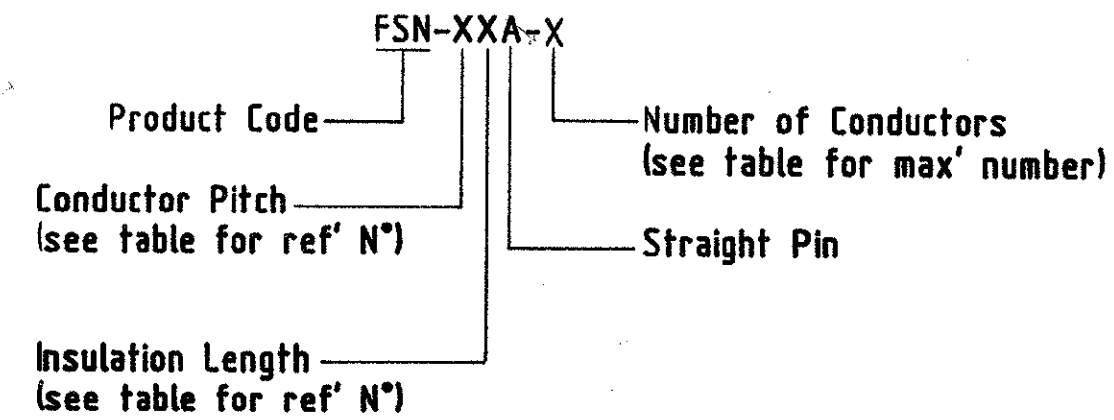 FSN-XXA-X
Product Code
Number of Conductors
(see table for max' number)
Conductor Pitch
(see table for ref' N°)
Straight Pin
Insulation Length
(see table for ref' N°)